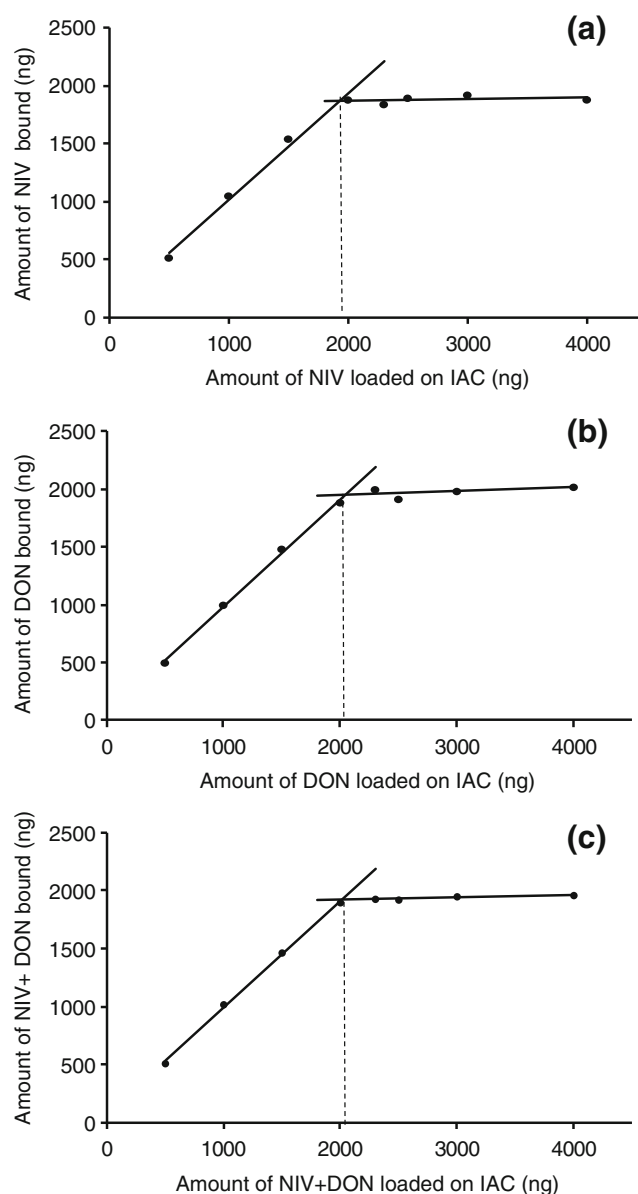 (a)
Amount of NIV bound (ng)
2500
2000
1500
1000
500
0
0 1000 2000 3000 4000
Amount of NIV loaded on IAC (ng)
(b)
Amount of DON bound (ng)
2500
2000
1500
1000
500
0
0 1000 2000 3000 4000
Amount of DON loaded on IAC (ng)
(c)
Amount of NIV+ DON bound (ng)
2500
2000
1500
1000
500
0
0 1000 2000 3000 4000
Amount of NIV+DON loaded on IAC (ng)